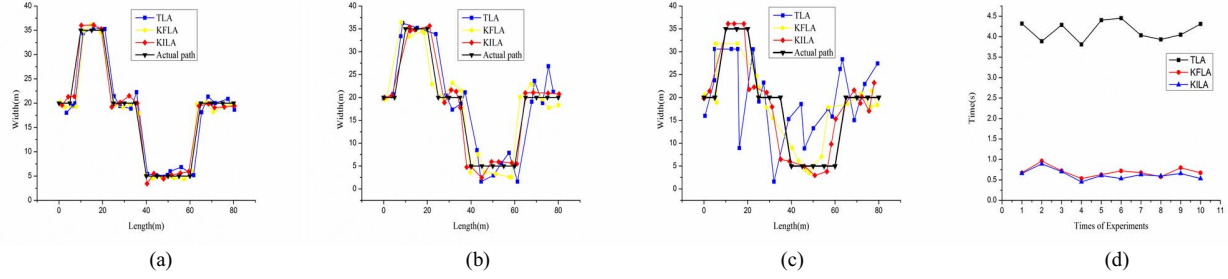 TLA
KFLA
KILA
Actual path
Width(m)
40
35
30
25
20
15
10
5
0
0 20 40 60 80
Length(m)
(a)
TLA
KFLA
KILA
Actual path
Width(m)
40
35
30
25
20
15
10
5
0
0 20 40 60 80
Length(m)
(b)
TLA
KFLA
KILA
Actual path
Width(m)
40
35
30
25
20
15
10
5
0
0 20 40 60 80
Length(m)
(c)
TLA
KFLA
KILA
Time(s)
4.5
4.0
3.5
3.0
2.5
2.0
1.5
1.0
0.5
0.0
0 1 2 3 4 5 6 7 8 9 10 11
Times of Experiments
(d)